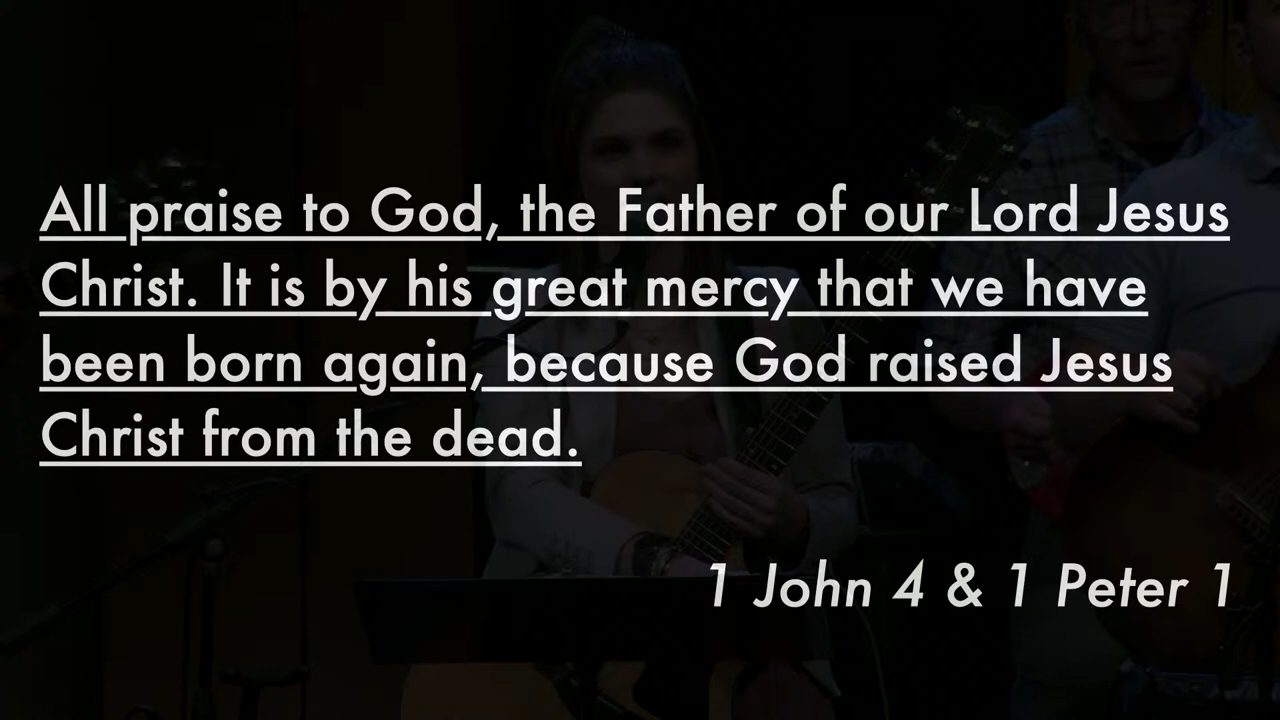 All praise to God, the Father of our Lord Jesus
Christ. It is by his great mercy that we have
been born again, because God raised Jesus
Christ from the dead.
1 John 4 & 1 Peter 1